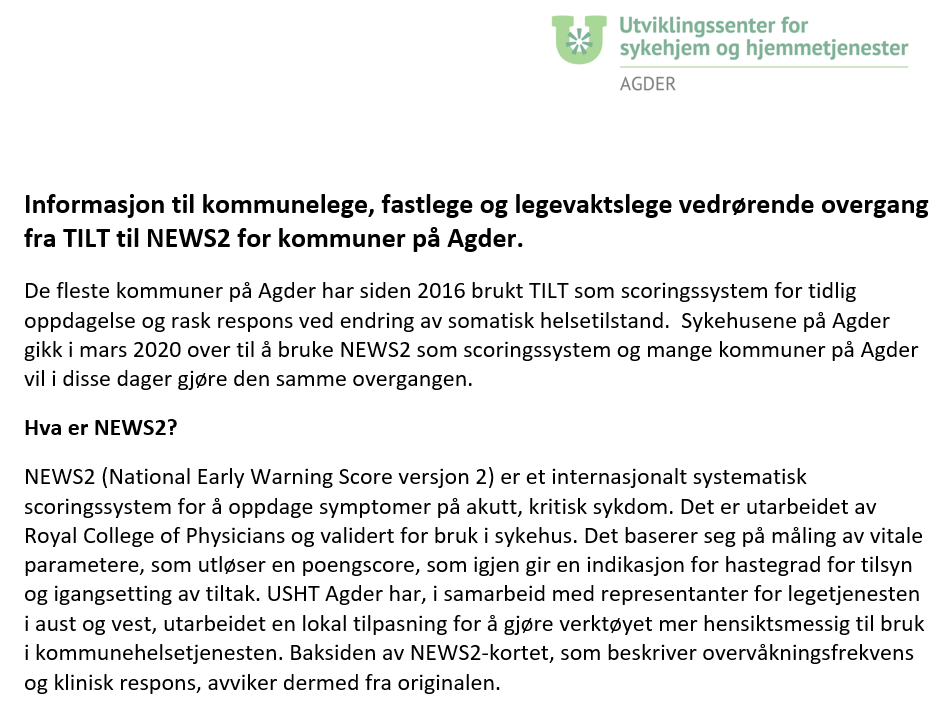 Utviklingssenter for
sykehjem og hjemmetjenester
AGDER
Informasjon til kommunelege, fastlege og legevaktslege vedrørende overgang
fra TILT til NEWS2 for kommuner på Agder.
De fleste kommuner på Agder har siden 2016 brukt TILT som scoringssystem for tidlig
oppdagelse og rask respons ved endring av somatisk helsetilstand.  Sykehusene på Agder
gikk i mars 2020 over til å bruke NEWS2 som scoringssystem og mange kommuner på Agder
vil i disse dager gjøre den samme overgangen.
Hva er NEWS2?
NEWS2 (National Early Warning Score versjon 2) er et internasjonalt systematisk
scoringssystem for å oppdage symptomer på akutt, kritisk sykdom. Det er utarbeidet av
Royal College of Physicians og validert for bruk i sykehus. Det baserer seg på måling av vitale
parametere, som utløser en poengscore, som igjen gir en indikasjon for hastegrad for tilsyn
og igangsetting av tiltak. USHT Agder har, i samarbeid med representanter for legetjenesten
i aust og vest, utarbeidet en lokal tilpasning for å gjøre verktøyet mer hensiktsmessig til bruk
i kommunehelsetjenesten. Baksiden av NEWS2-kortet, som beskriver overvåkningsfrekvens
og klinisk respons, avviker dermed fra originalen.